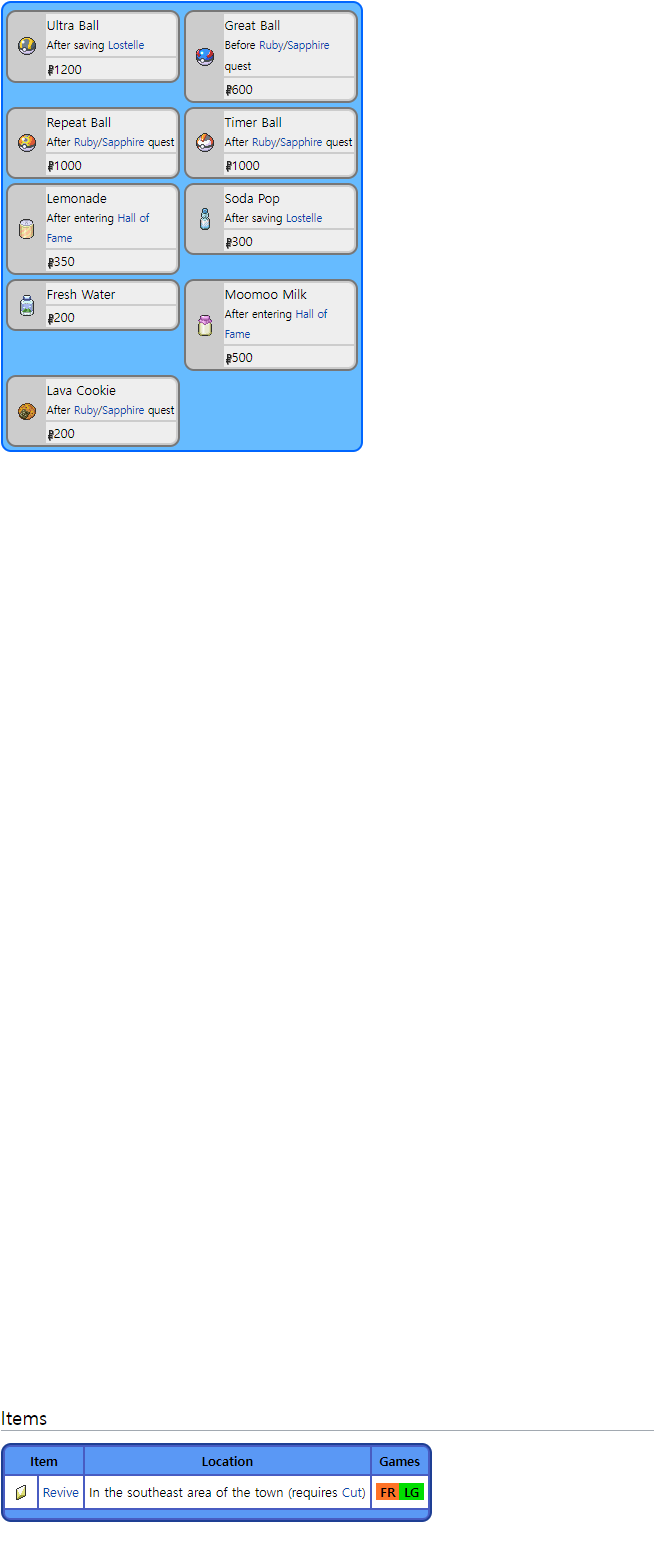 Ultra Ball
After saving Lostelle
₽1200
Great Ball
Before Ruby/Sapphire
quest
₽600
Repeat Ball
After Ruby/Sapphire quest
₽1000
Timer Ball
After Ruby/Sapphire quest
₽1000
Lemonade
After entering Hall of
Fame
₽350
Soda Pop
After saving Lostelle
₽300
Fresh Water
₽200
Moomoo Milk
After entering Hall of
Fame
₽500
Lava Cookie
After Ruby/Sapphire quest
₽200
Items
Item Location Games
Revive In the southeast area of the town (requires Cut) FR LG